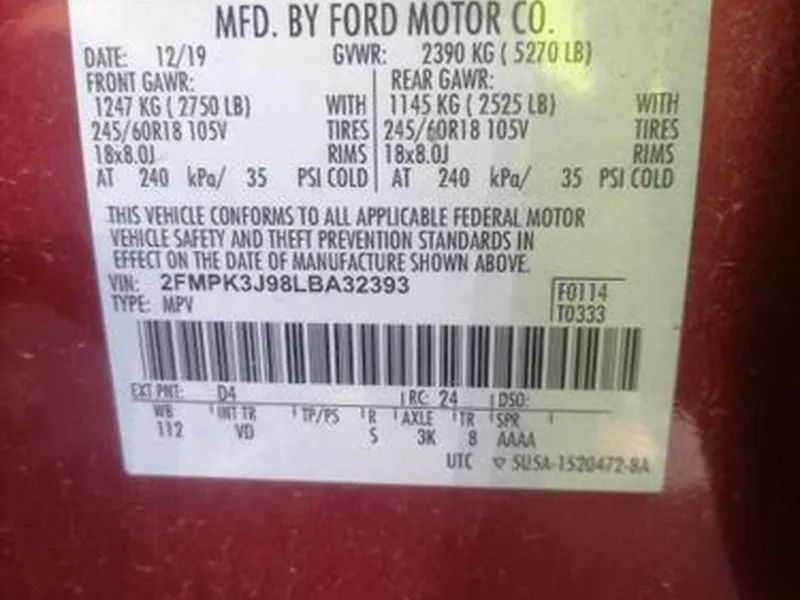 MFD. BY FORD MOTOR CO.
DATE: 12/19 GVWR: 2390 KG ( 5270 LB)
FRONT GAWR: REAR GAWR:
1247 KG ( 2750 LB) WITH 1145 KG ( 2525 LB) WITH
245/60R18 105V TIRES 245/60R18 105V TIRES
18x8.0J RIMS 18x8.0J RIMS
AT 240 kPa/ 35 PSI COLD AT 240 kPa/ 35 PSI COLD
THIS VEHICLE CONFORMS TO ALL APPLICABLE FEDERAL MOTOR
VEHICLE SAFETY AND THEFT PREVENTION STANDARDS IN
EFFECT ON THE DATE OF MANUFACTURE SHOWN ABOVE.
VIN: 2FMPK3J98LBA32393 F0114
TYPE: MPV T0333
EXT PNT: D4 RC: 24 DSO:
WB INT TR TP/PS R AXLE TR SPR
112 VD S 3K 8 AAAA
UTC ▽ 5U5A-1520472-8A